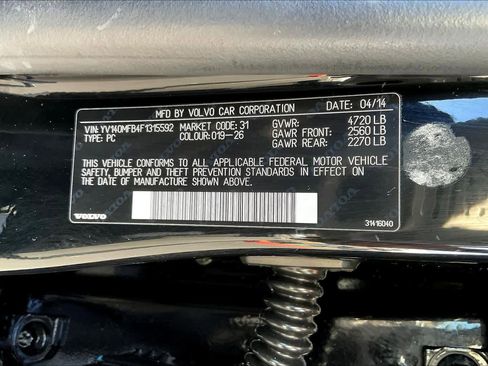 MFD BY VOLVO CAR CORPORATION DATE: 04/14
VIN: YV140MFB4F1315592 MARKET CODE: 31 GVWR: 4720 LB
TYPE: PC COLOUR: 019-26 GAWR FRONT: 2560 LB
GAWR REAR: 2270 LB
THIS VEHICLE CONFORMS TO ALL APPLICABLE FEDERAL MOTOR VEHICLE
SAFETY, BUMPER AND THEFT PREVENTION STANDARDS IN EFFECT ON
THE DATE OF MANUFACTURE SHOWN ABOVE.
VOLVO 31416040